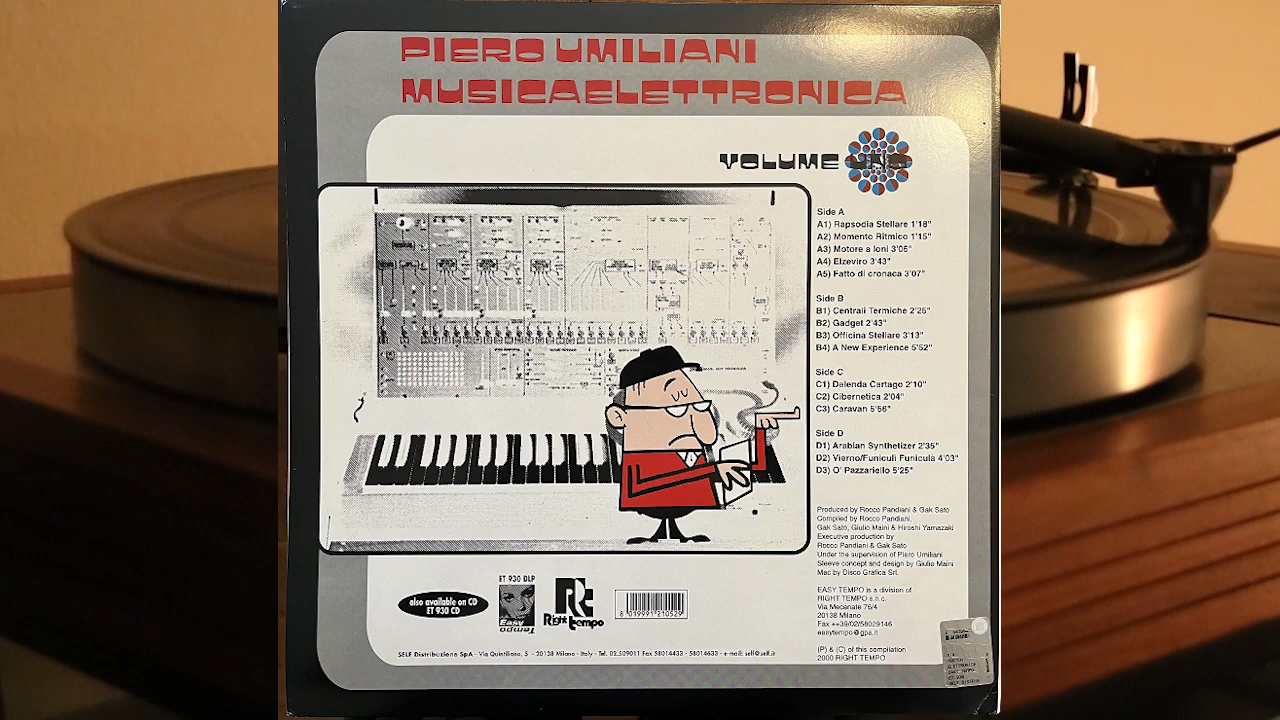 PIERO UMILIANI
MUSICAELETTRONICA
VOLUME UNO
Side A
A1) Rapsodia Stellare 1'18"
A2) Momento Ritmico 1'15"
A3) Motore a Ioni 3'06"
A4) Elzeviro 3'43"
A5) Fatto di cronaca 3'07"
Side B
B1) Centrali Termiche 2'25"
B2) Gadget 2'43"
B3) Officina Stellare 3'13"
B4) A New Experience 5'52"
Side C
C1) Delenda Cartago 2'10"
C2) Cibernetica 2'04"
C3) Caravan 5'56"
Side D
D1) Arabian Synthetizer 2'35"
D2) Vierno/Funiculì Funiculà 4'03"
D3) O' Pazzariello 5'25"
Produced by Rocco Pandiani & Gak Sato
Compiled by Rocco Pandiani,
Gak Sato, Giulio Maini & Hiroshi Yamazaki
Executive production by
Rocco Pandiani & Gak Sato
Under the supervision of Piero Umiliani
Sleeve concept and design by Giulio Maini
Mac by Disco Grafica Srl.
EASY TEMPO is a division of
RIGHT TEMPO s.n.c.
Via Mecenate 76/4
20138 Milano
Fax ++39/02/58029146
easytempo@gpa.it
(P) & (C) of this compilation
2000 RIGHT TEMPO
also available on CD
ET 930 CD
ET 930 DLP
Easy
Tempo
Rt
Right tempo
8 019991 210529
SELF Distribuzione SpA - Via Quintiliano, 5 - 20138 Milano - Italy - Tel. 02.509011 Fax 58014433 - 58014633 - e-mail: self@self.it